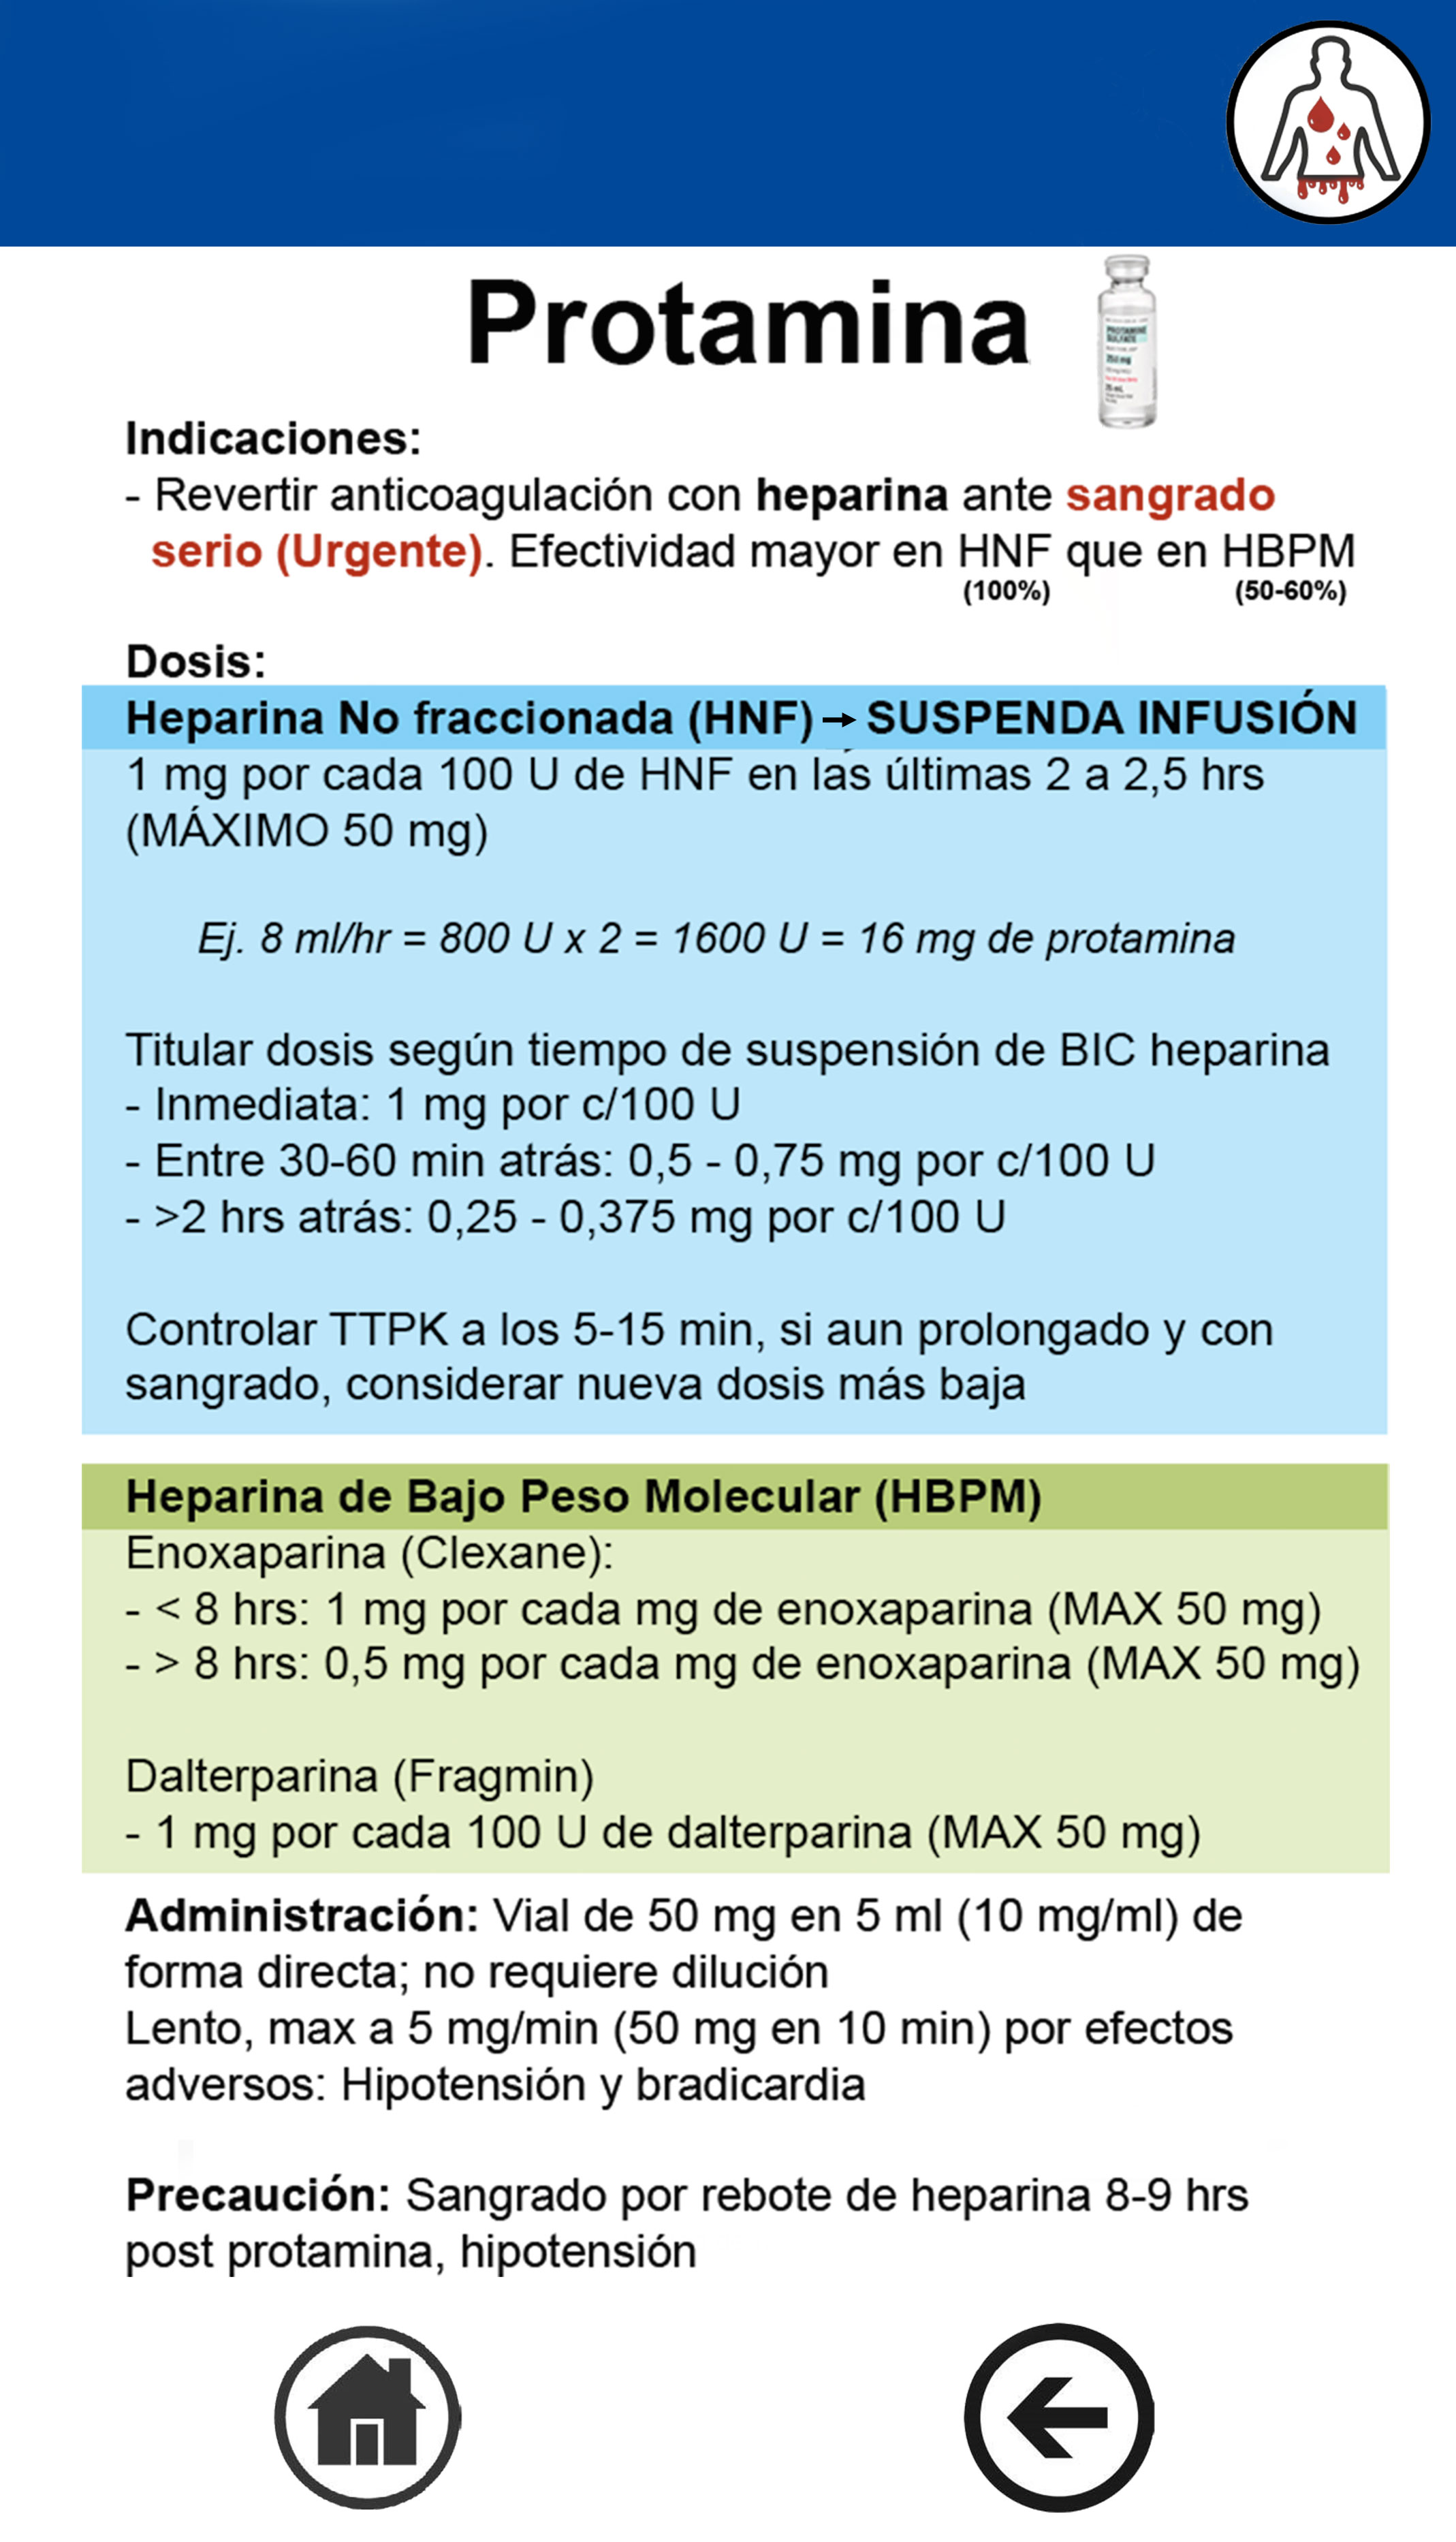 Protamina
PROTAMINE
SULFATE
250 mg
Indicaciones:
- Revertir anticoagulación con heparina ante sangrado
serio (Urgente). Efectividad mayor en HNF que en HBPM
(100%) (50-60%)
Dosis:
Heparina No fraccionada (HNF) → SUSPENDA INFUSIÓN
1 mg por cada 100 U de HNF en las últimas 2 a 2,5 hrs
(MÁXIMO 50 mg)
Ej. 8 ml/hr = 800 U x 2 = 1600 U = 16 mg de protamina
Titular dosis según tiempo de suspensión de BIC heparina
- Inmediata: 1 mg por c/100 U
- Entre 30-60 min atrás: 0,5 - 0,75 mg por c/100 U
- >2 hrs atrás: 0,25 - 0,375 mg por c/100 U
Controlar TTPK a los 5-15 min, si aun prolongado y con
sangrado, considerar nueva dosis más baja
Heparina de Bajo Peso Molecular (HBPM)
Enoxaparina (Clexane):
- < 8 hrs: 1 mg por cada mg de enoxaparina (MAX 50 mg)
- > 8 hrs: 0,5 mg por cada mg de enoxaparina (MAX 50 mg)
Dalterparina (Fragmin)
- 1 mg por cada 100 U de dalterparina (MAX 50 mg)
Administración: Vial de 50 mg en 5 ml (10 mg/ml) de
forma directa; no requiere dilución
Lento, max a 5 mg/min (50 mg en 10 min) por efectos
adversos: Hipotensión y bradicardia
Precaución: Sangrado por rebote de heparina 8-9 hrs
post protamina, hipotensión